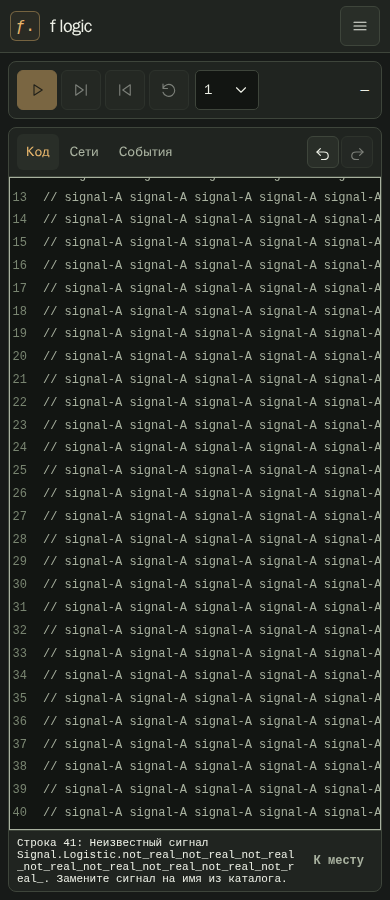 f. f logic
1 –
Код Сети События
13 // signal-A signal-A signal-A signal-A signal-A
14 // signal-A signal-A signal-A signal-A signal-A
15 // signal-A signal-A signal-A signal-A signal-A
16 // signal-A signal-A signal-A signal-A signal-A
17 // signal-A signal-A signal-A signal-A signal-A
18 // signal-A signal-A signal-A signal-A signal-A
19 // signal-A signal-A signal-A signal-A signal-A
20 // signal-A signal-A signal-A signal-A signal-A
21 // signal-A signal-A signal-A signal-A signal-A
22 // signal-A signal-A signal-A signal-A signal-A
23 // signal-A signal-A signal-A signal-A signal-A
24 // signal-A signal-A signal-A signal-A signal-A
25 // signal-A signal-A signal-A signal-A signal-A
26 // signal-A signal-A signal-A signal-A signal-A
27 // signal-A signal-A signal-A signal-A signal-A
28 // signal-A signal-A signal-A signal-A signal-A
29 // signal-A signal-A signal-A signal-A signal-A
30 // signal-A signal-A signal-A signal-A signal-A
31 // signal-A signal-A signal-A signal-A signal-A
32 // signal-A signal-A signal-A signal-A signal-A
33 // signal-A signal-A signal-A signal-A signal-A
34 // signal-A signal-A signal-A signal-A signal-A
35 // signal-A signal-A signal-A signal-A signal-A
36 // signal-A signal-A signal-A signal-A signal-A
37 // signal-A signal-A signal-A signal-A signal-A
38 // signal-A signal-A signal-A signal-A signal-A
39 // signal-A signal-A signal-A signal-A signal-A
40 // signal-A signal-A signal-A signal-A signal-A
Строка 41: Неизвестный сигнал
Signal.Logistic.not_real_not_real_not_real
_not_real_not_real_not_real_not_real_not_r
eal_. Замените сигнал на имя из каталога.
К месту